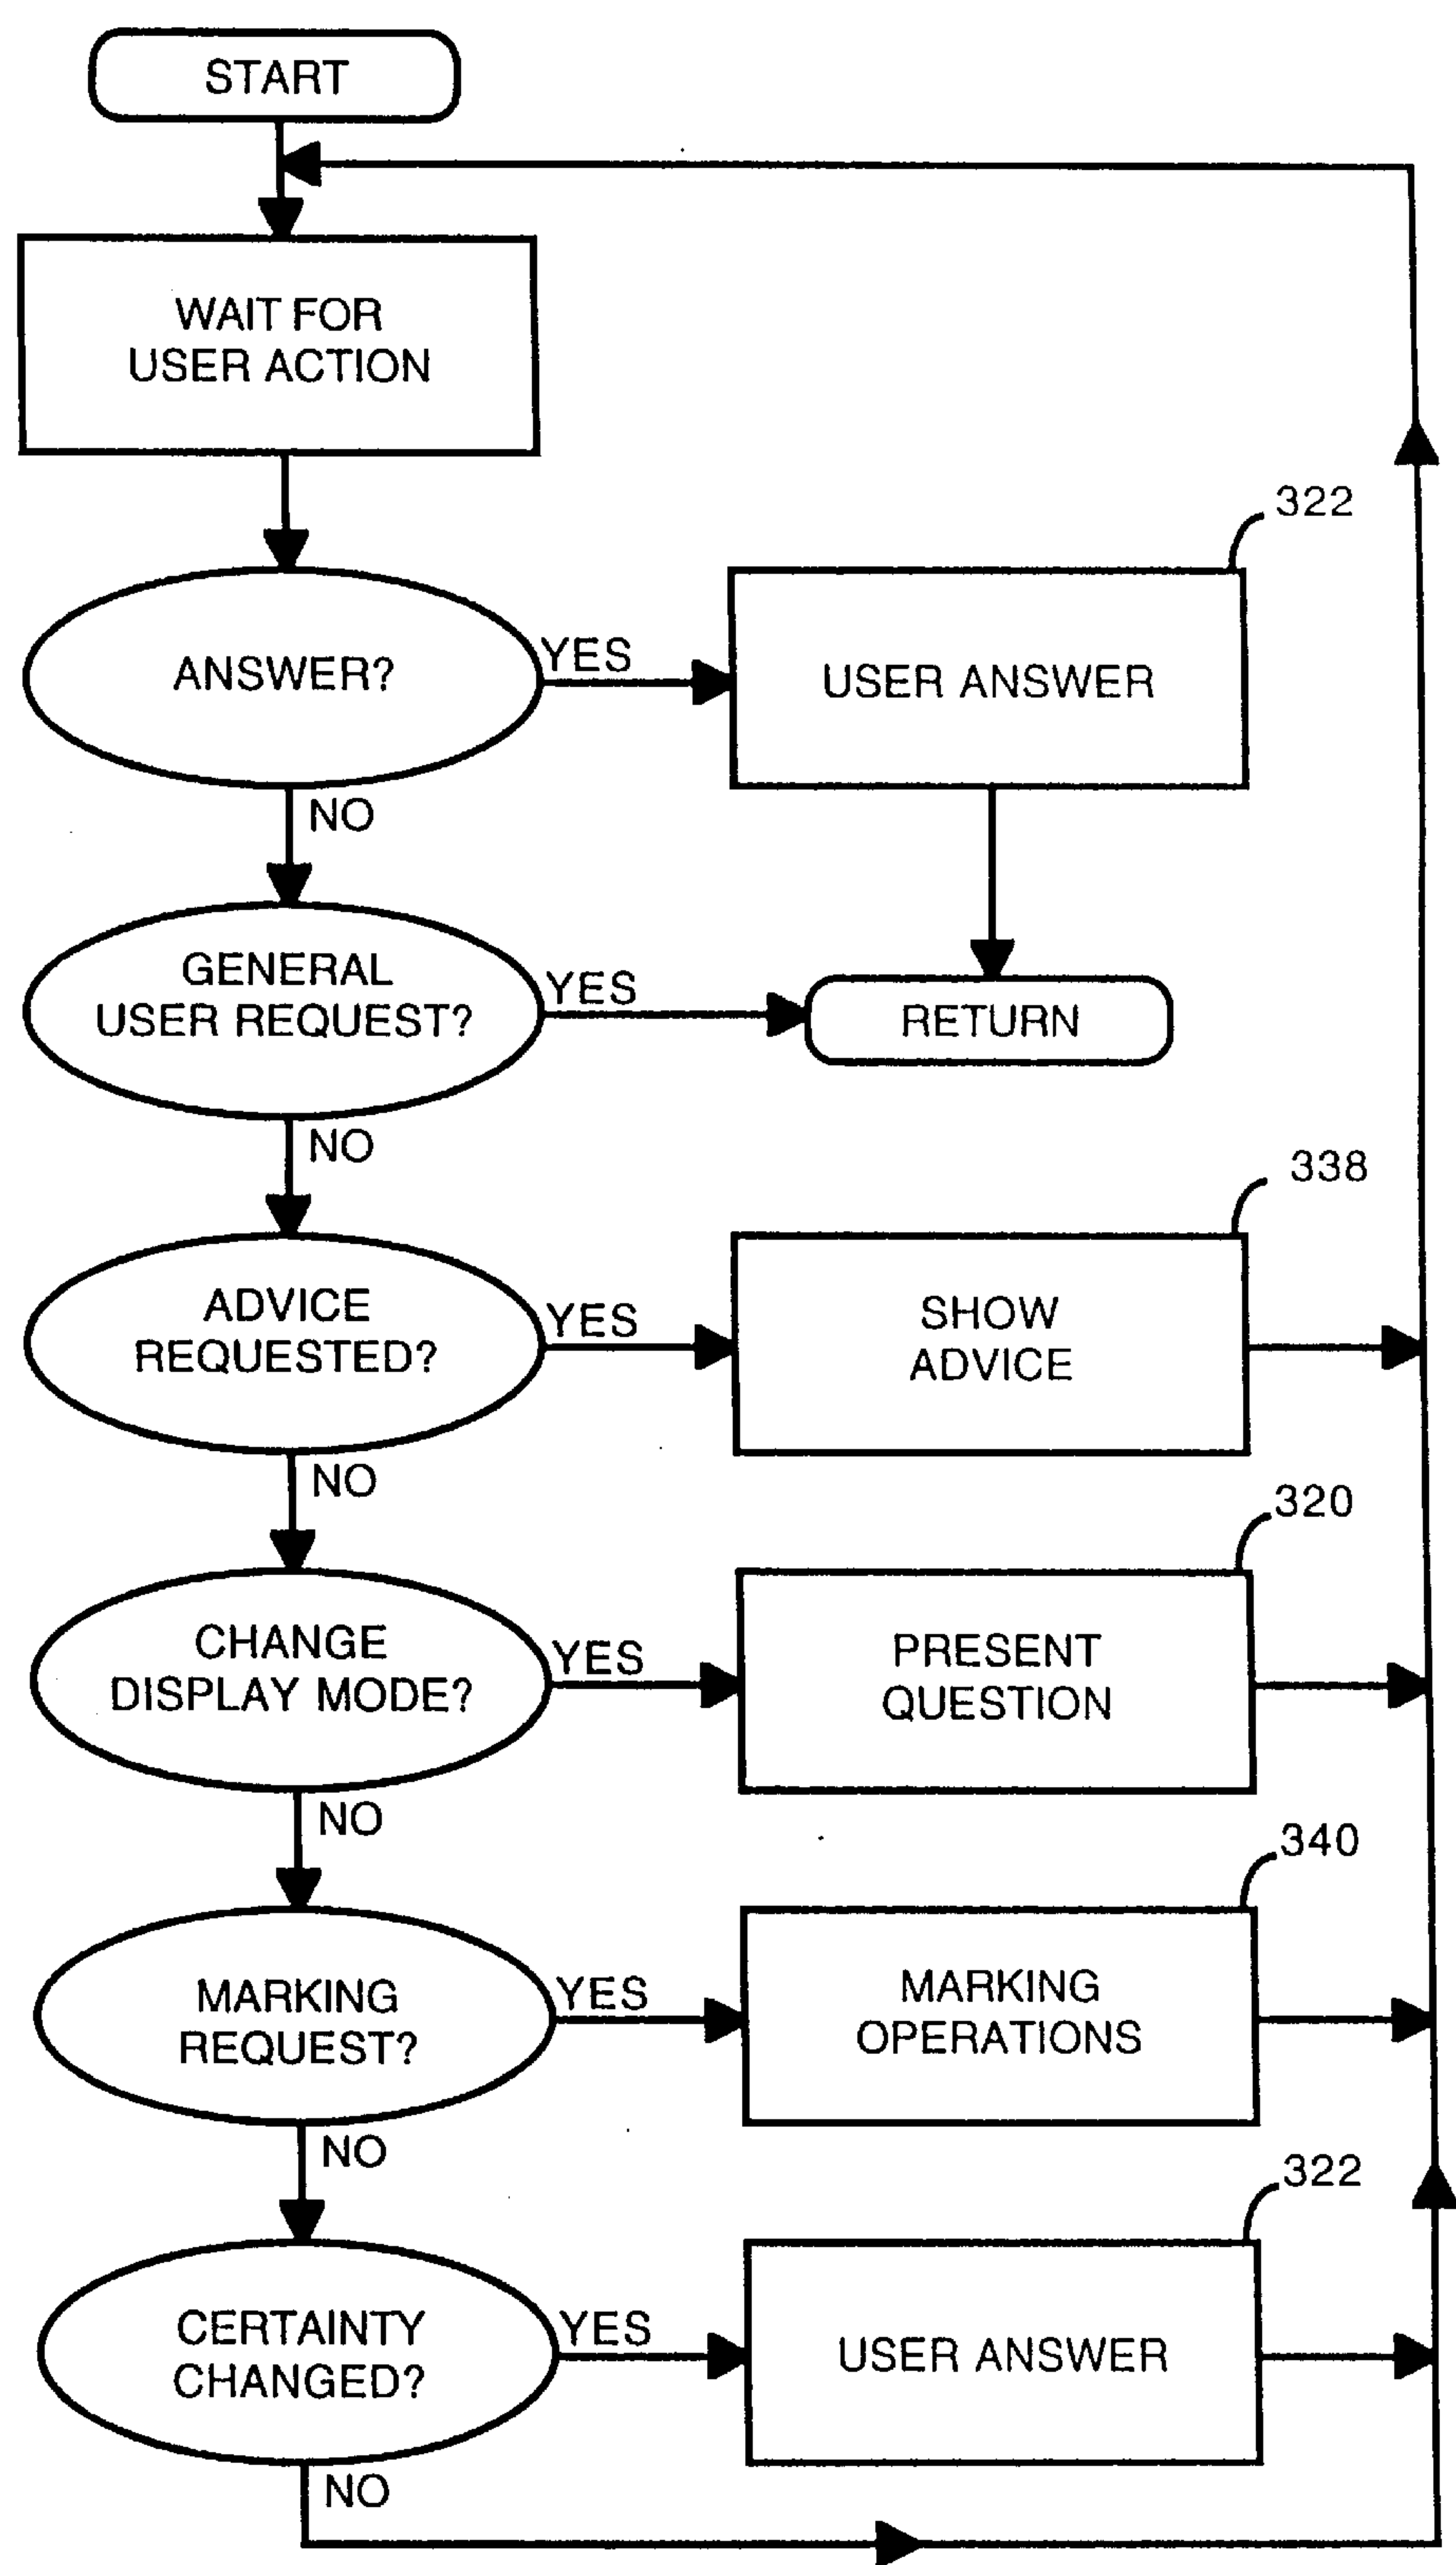 START
WAIT FOR
USER ACTION
322
ANSWER?
YES
USER ANSWER
NO
GENERAL
USER REQUEST?
YES
RETURN
NO
338
ADVICE
REQUESTED?
YES
SHOW
ADVICE
NO
320
CHANGE
DISPLAY MODE?
YES
PRESENT
QUESTION
NO
340
MARKING
REQUEST?
YES
MARKING
OPERATIONS
NO
322
CERTAINTY
CHANGED?
YES
USER ANSWER
NO